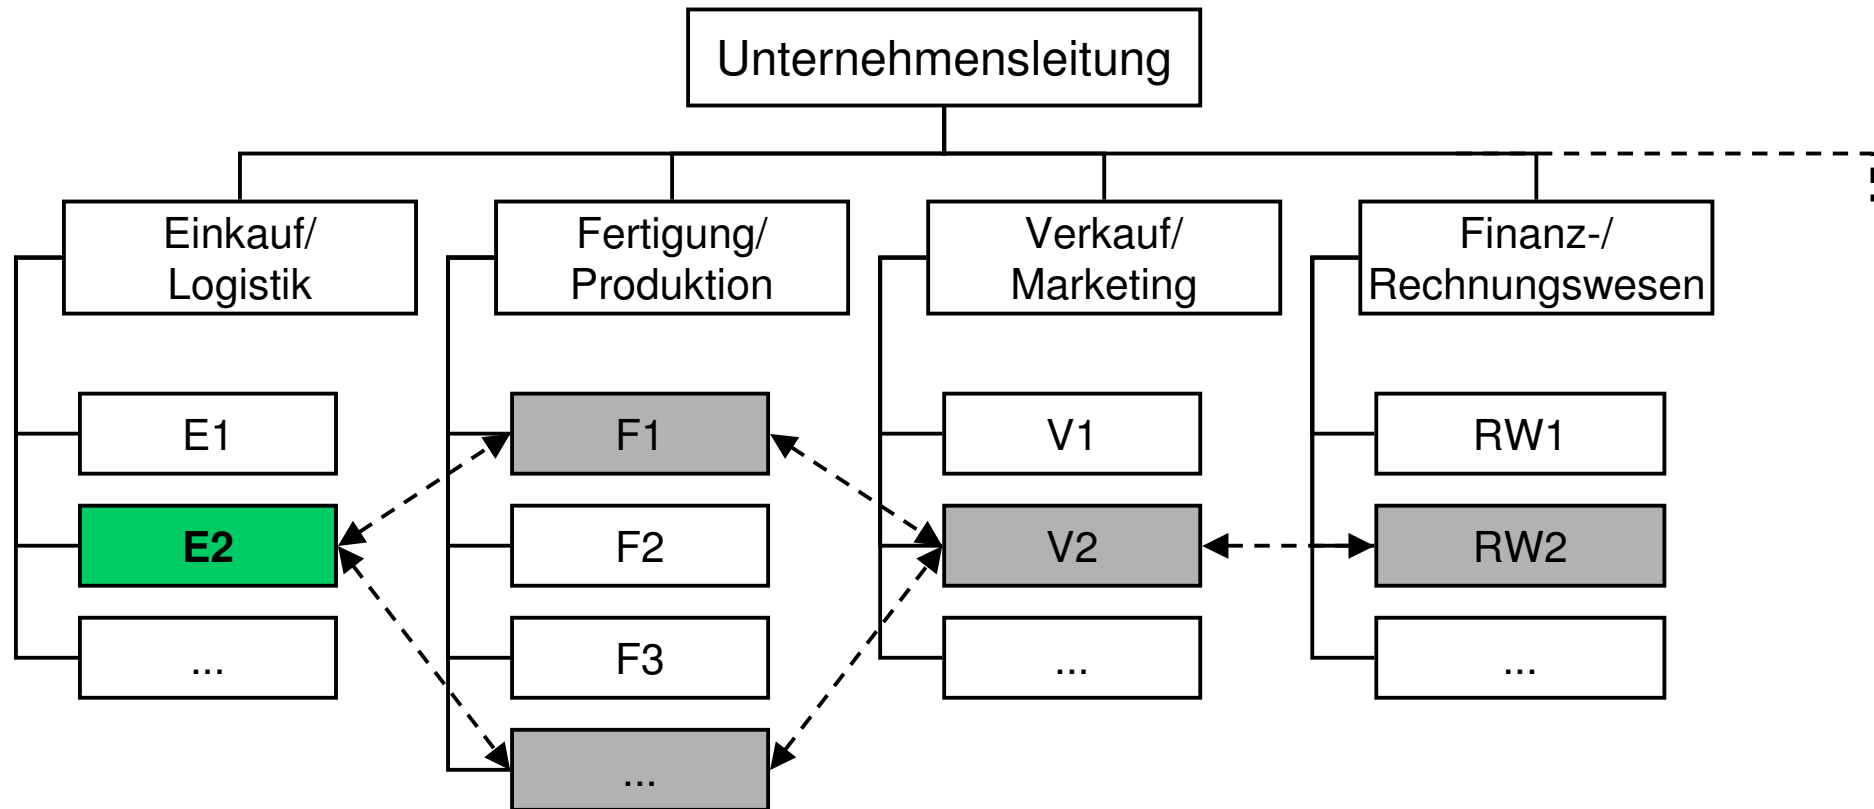 Unternehmensleitung
Einkauf/
Logistik
Fertigung/
Produktion
Verkauf/
Marketing
Finanz-/
Rechnungswesen
E1
F1
V1
RW1
E2
F2
V2
RW2
...
F3
...
...
...